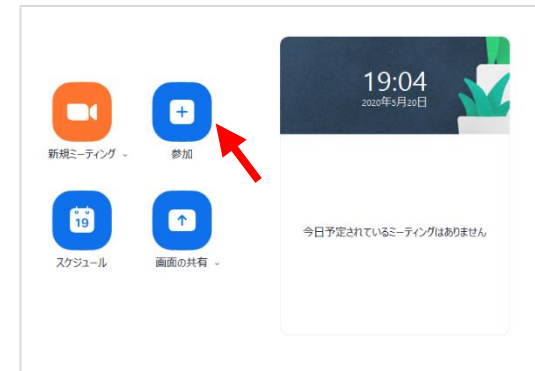 19:04
2020年5月20日
新規ミーティング
参加
19
スケジュール
画面の共有
今日予定されているミーティングはありません